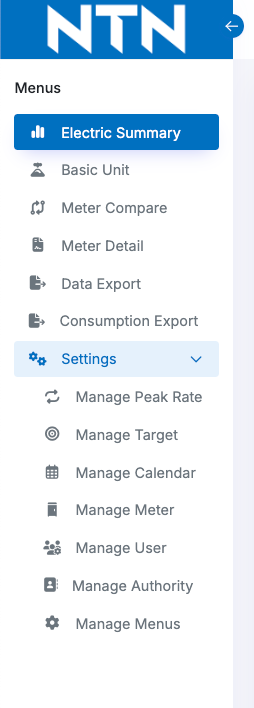 NTN
Menus
Electric Summary
Basic Unit
Meter Compare
Meter Detail
Data Export
Consumption Export
Settings
Manage Peak Rate
Manage Target
Manage Calendar
Manage Meter
Manage User
Manage Authority
Manage Menus